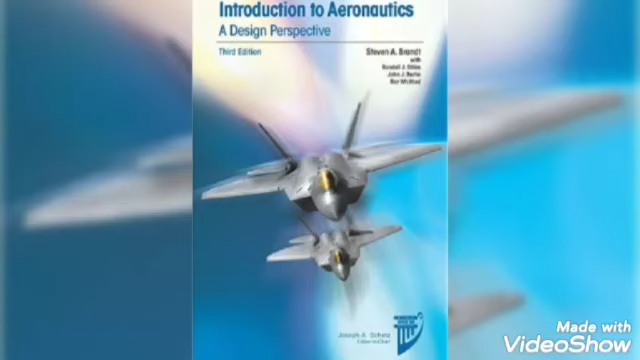 Introduction to Aeronautics
A Design Perspective
Third Edition
Steven A. Brandt
with
Randall J. Stiles
John J. Bertin
Ray Whitford
Joseph A. Schetz
Editor-in-Chief
Made with
VideoShow